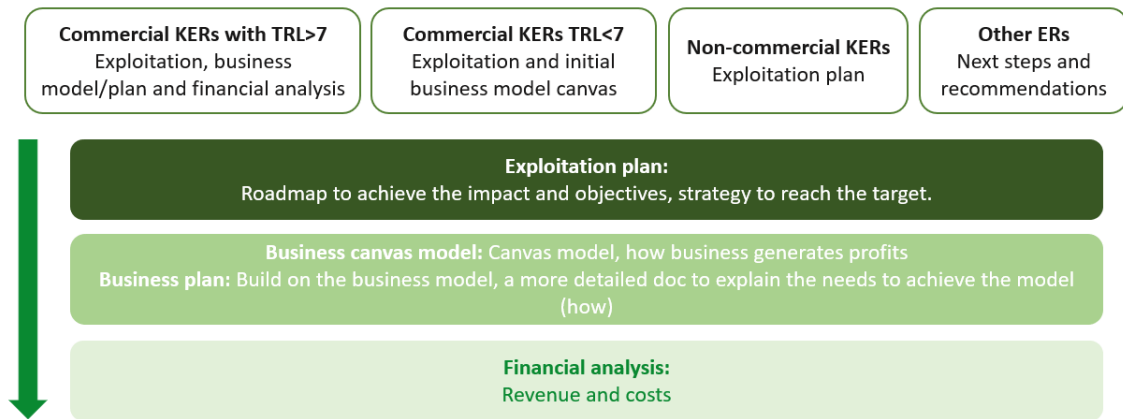 Commercial KERs with TRL>7
Exploitation, business
model/plan and financial analysis
Commercial KERs TRL<7
Exploitation and initial
business model canvas
Non-commercial KERs
Exploitation plan
Other ERs
Next steps and
recommendations
Exploitation plan:
Roadmap to achieve the impact and objectives, strategy to reach the target.
Business canvas model: Canvas model, how business generates profits
Business plan: Build on the business model, a more detailed doc to explain the needs to achieve the model
(how)
Financial analysis:
Revenue and costs